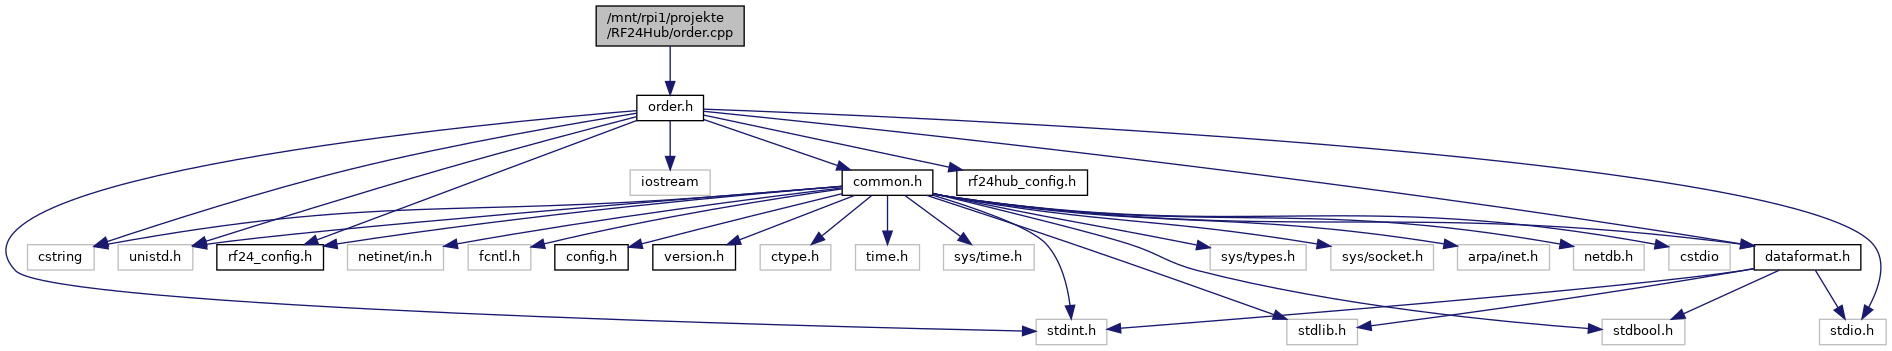 /mnt/rpi1/projekte
/RF24Hub/order.cpp
order.h
iostream
common.h
rf24hub_config.h
cstring
unistd.h
rf24_config.h
netinet/in.h
fcntl.h
config.h
version.h
ctype.h
time.h
sys/time.h
sys/types.h
sys/socket.h
arpa/inet.h
netdb.h
cstdio
dataformat.h
stdint.h
stdlib.h
stdbool.h
stdio.h